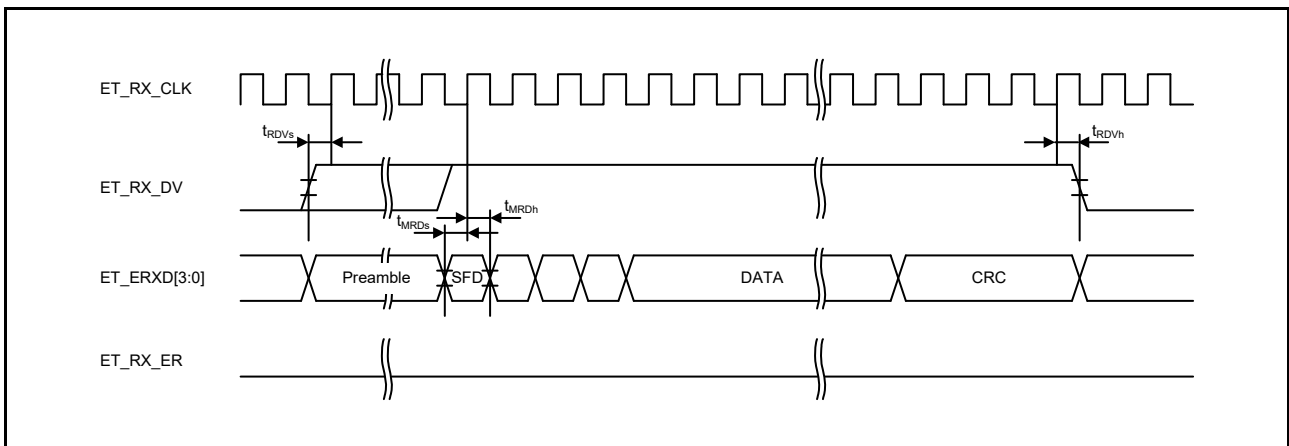 ET_RX_CLK
tRDVs
tRDVh
ET_RX_DV
tMRDs
tMRDh
ET_ERXD[3:0]
Preamble
SFD
DATA
CRC
ET_RX_ER